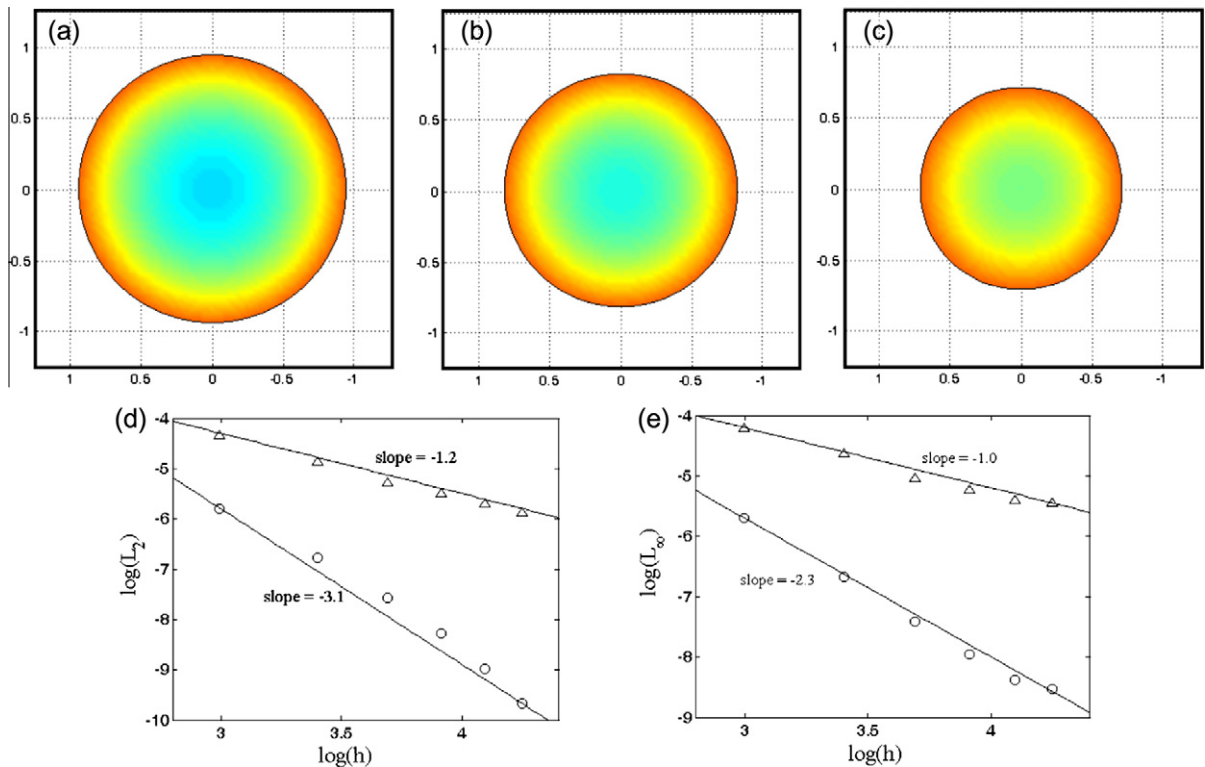 (a)
1
0.5
0
-0.5
-1
1 0.5 0 -0.5 -1
(b)
1
0.5
0
-0.5
-1
1 0.5 0 -0.5 -1
(c)
1
0.5
0
-0.5
-1
1 0.5 0 -0.5 -1
(d)
-4
-5
-6
-7
-8
-9
-10
log(L2)
slope = -1.2
slope = -3.1
3 3.5 4
log(h)
(e)
-4
-5
-6
-7
-8
-9
log(L∞)
slope = -1.0
slope = -2.3
3 3.5 4
log(h)